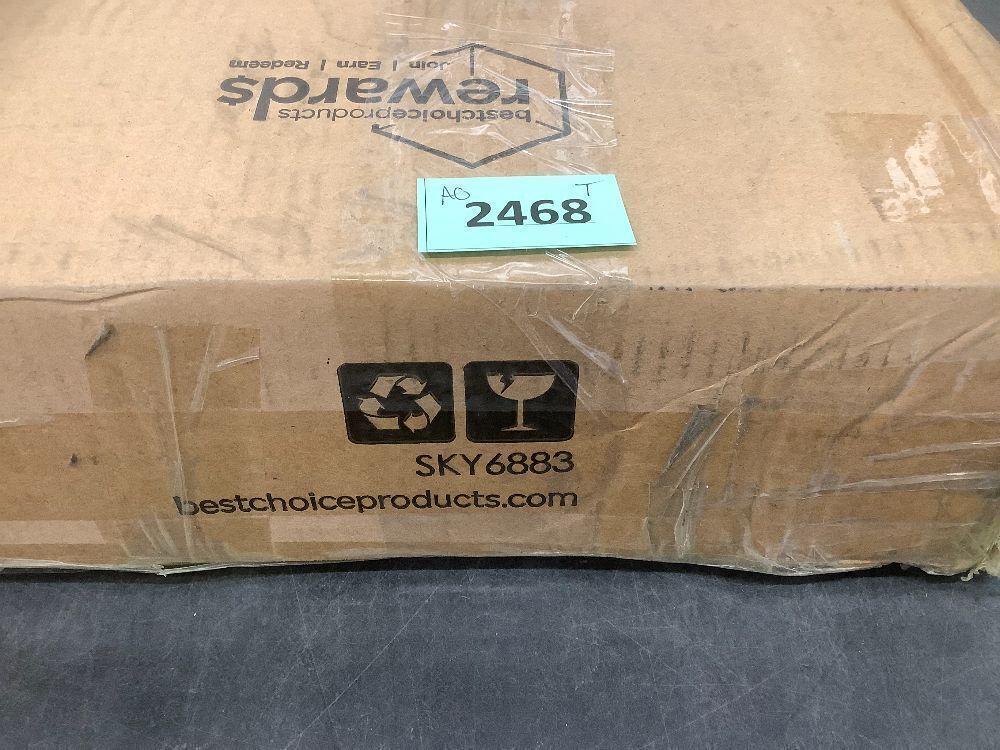 bestchoiceproducts
rewards
Join | Earn | Redeem
AO T
2468
SKY6883
bestchoiceproducts.com